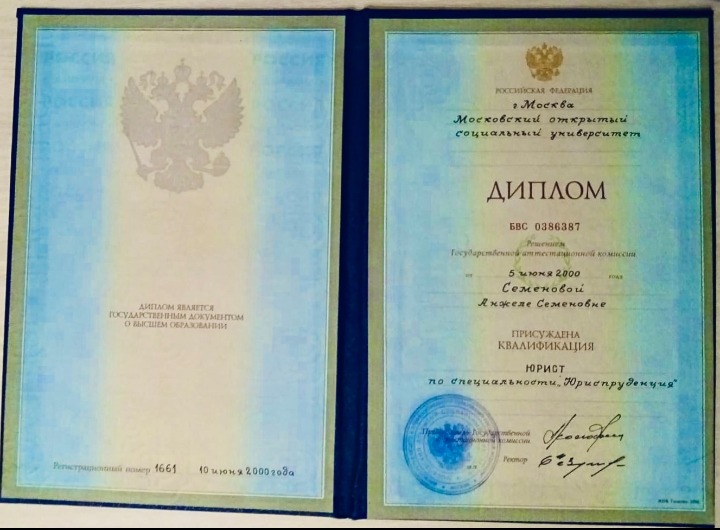 ДИПЛОМ ЯВЛЯЕТСЯ
ГОСУДАРСТВЕННЫМ ДОКУМЕНТОМ
О ВЫСШЕМ ОБРАЗОВАНИИ
Регистрационный номер 1661 10 июня 2000 года
РОССИЙСКАЯ ФЕДЕРАЦИЯ
г Москва
Московский открытый
социальный университет
ДИПЛОМ
БВС 0386387
Решением
Государственной аттестационной комиссии
от 5 июня 2000 года
Семеновой
Анжеле Семеновне
ПРИСУЖДЕНА
КВАЛИФИКАЦИЯ
ЮРИСТ
по специальности „Юриспруденция"
Государственной
комиссии
Ректор